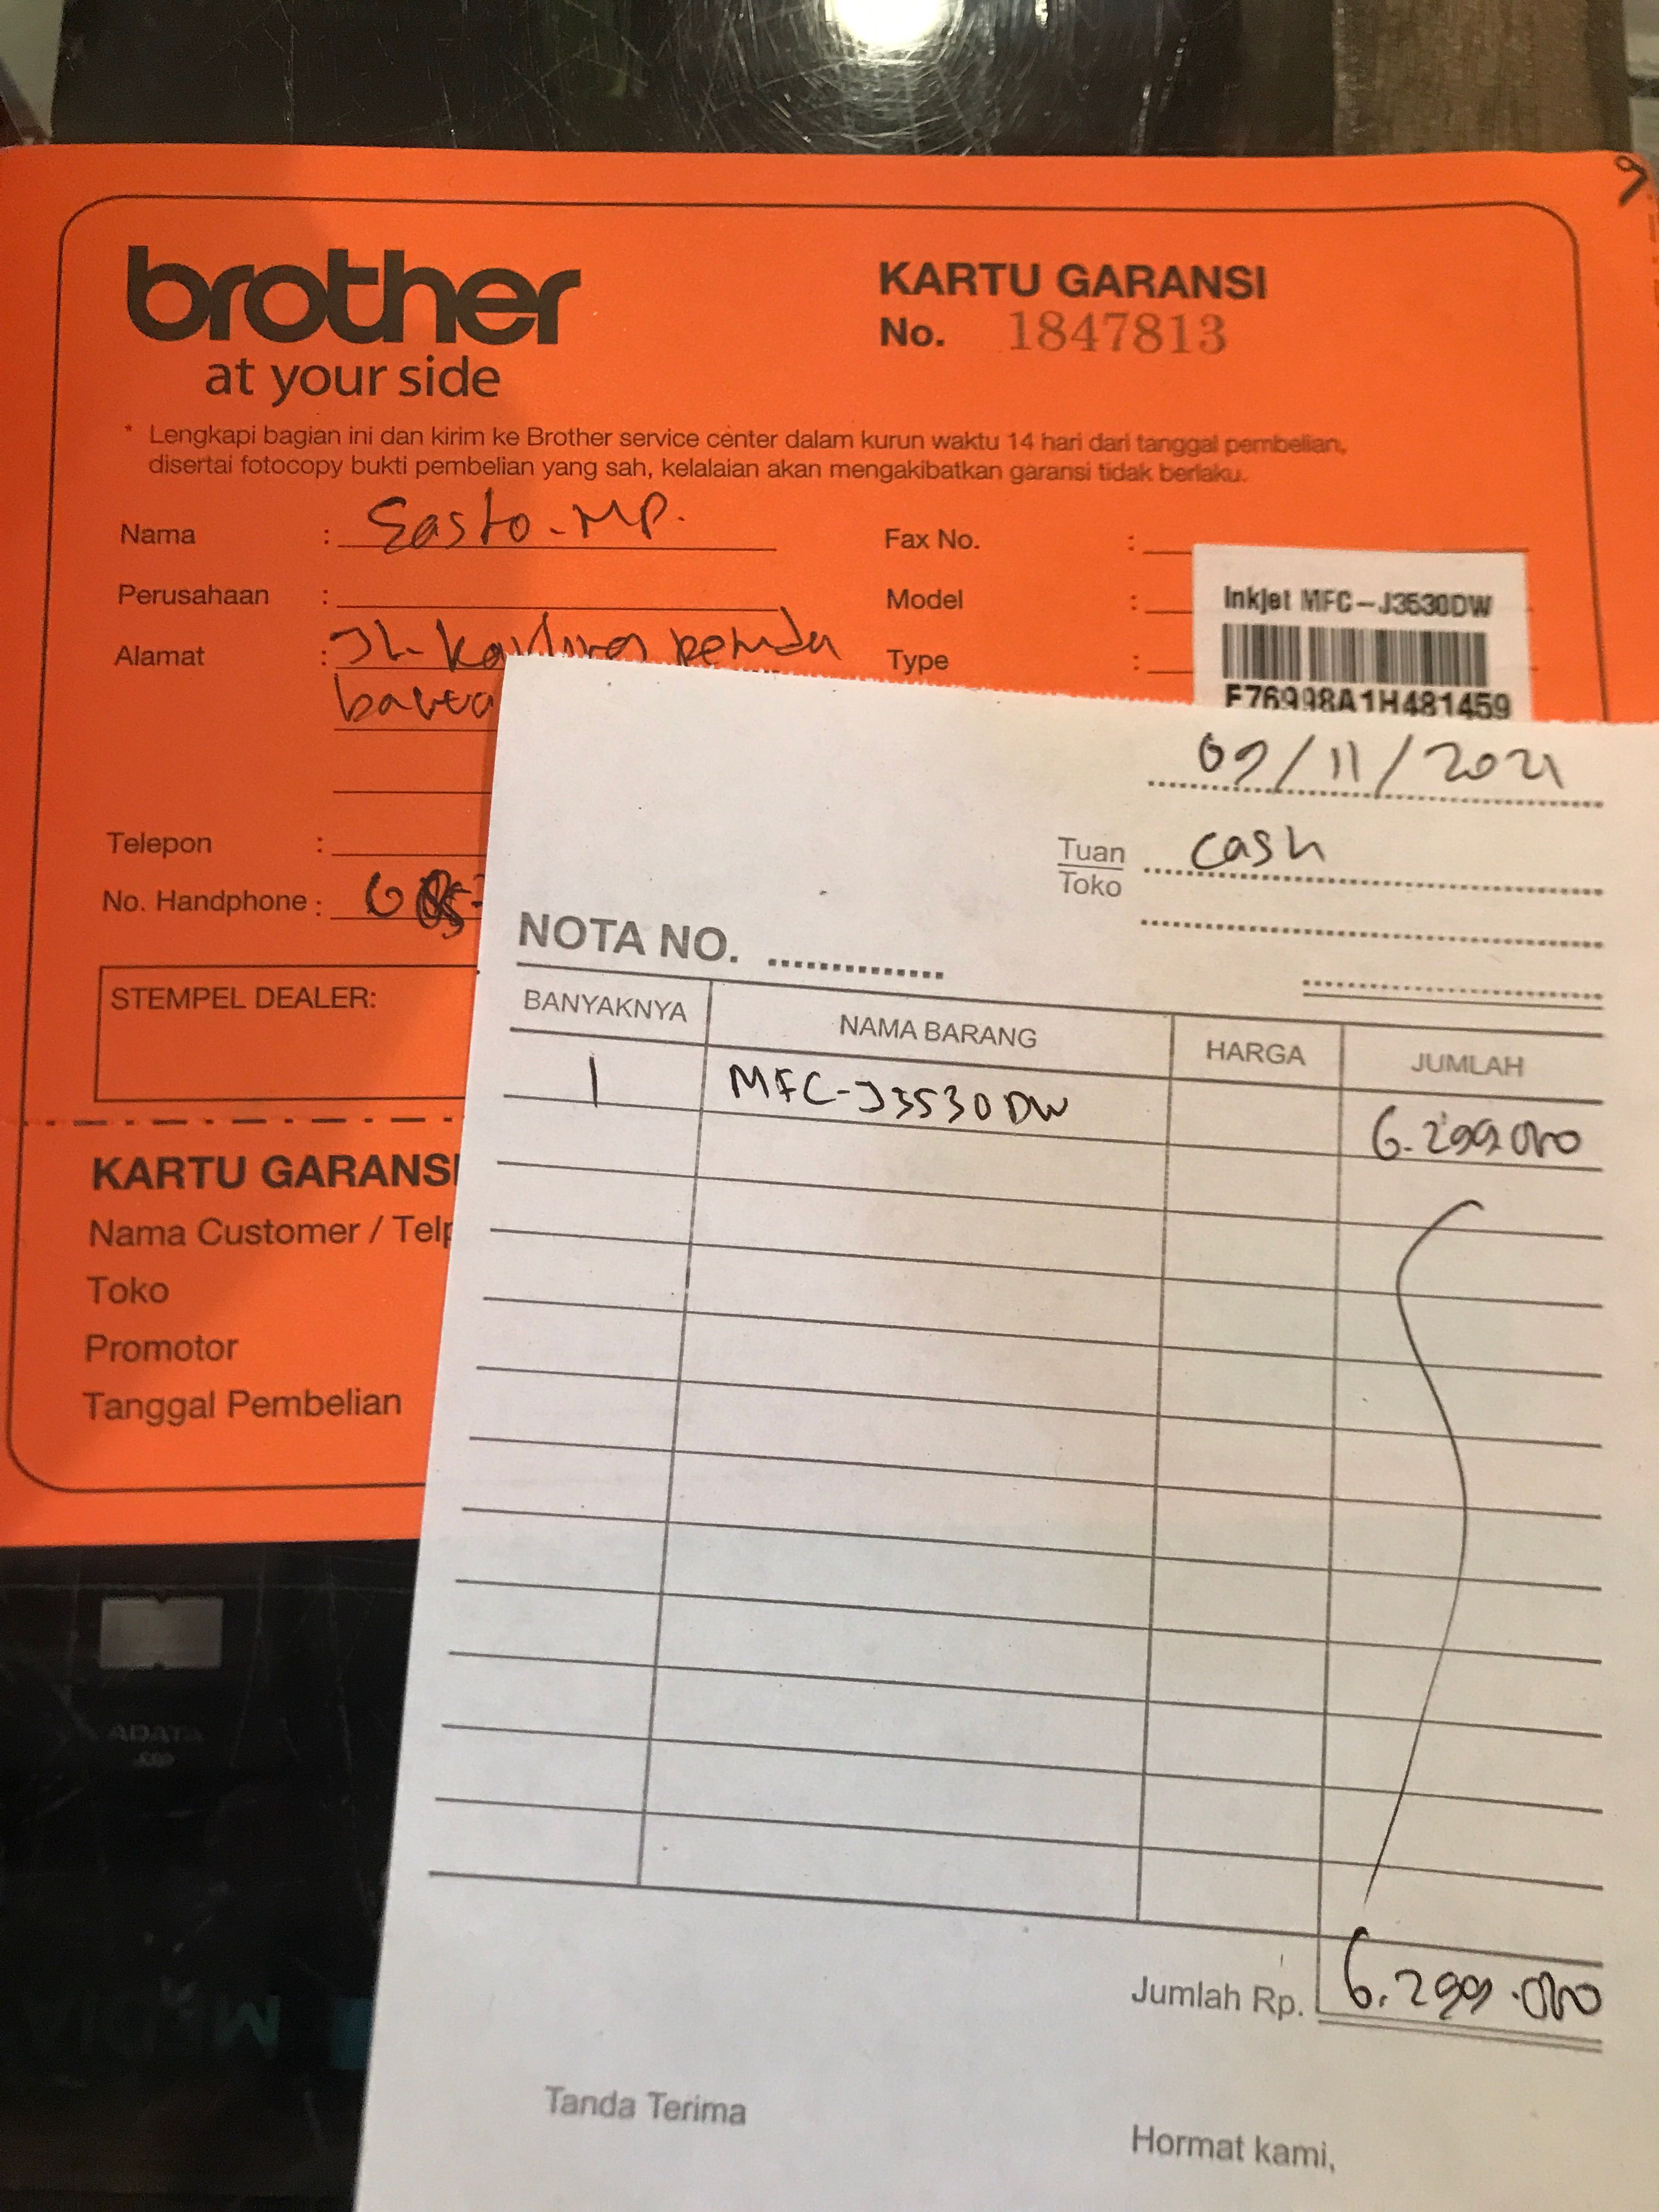 brother
at your side
KARTU GARANSI
No. 1847813
* Lengkapi bagian ini dan kirim ke Brother service center dalam kurun waktu 14 hari dari tanggal pembelian,
disertai fotocopy bukti pembelian yang sah, kelalaian akan mengakibatkan garansi tidak berlaku.
Nama : Sasto-MP.
Perusahaan :
Alamat : JL-
Telepon :
No. Handphone :
Fax No. :
Model :
Type :
Inkjet MFC-J3530DW
E76998A1H481459
STEMPEL DEALER:
KARTU GARANSI
Nama Customer / Telp
Toko
Promotor
Tanggal Pembelian
09/11/2021
Tuan cash
Toko
NOTA NO.
BANYAKNYA NAMA BARANG HARGA JUMLAH
1 MFC-J3530DW 6.299.000
Jumlah Rp. 6.299.000
Tanda Terima
Hormat kami,
ADATA